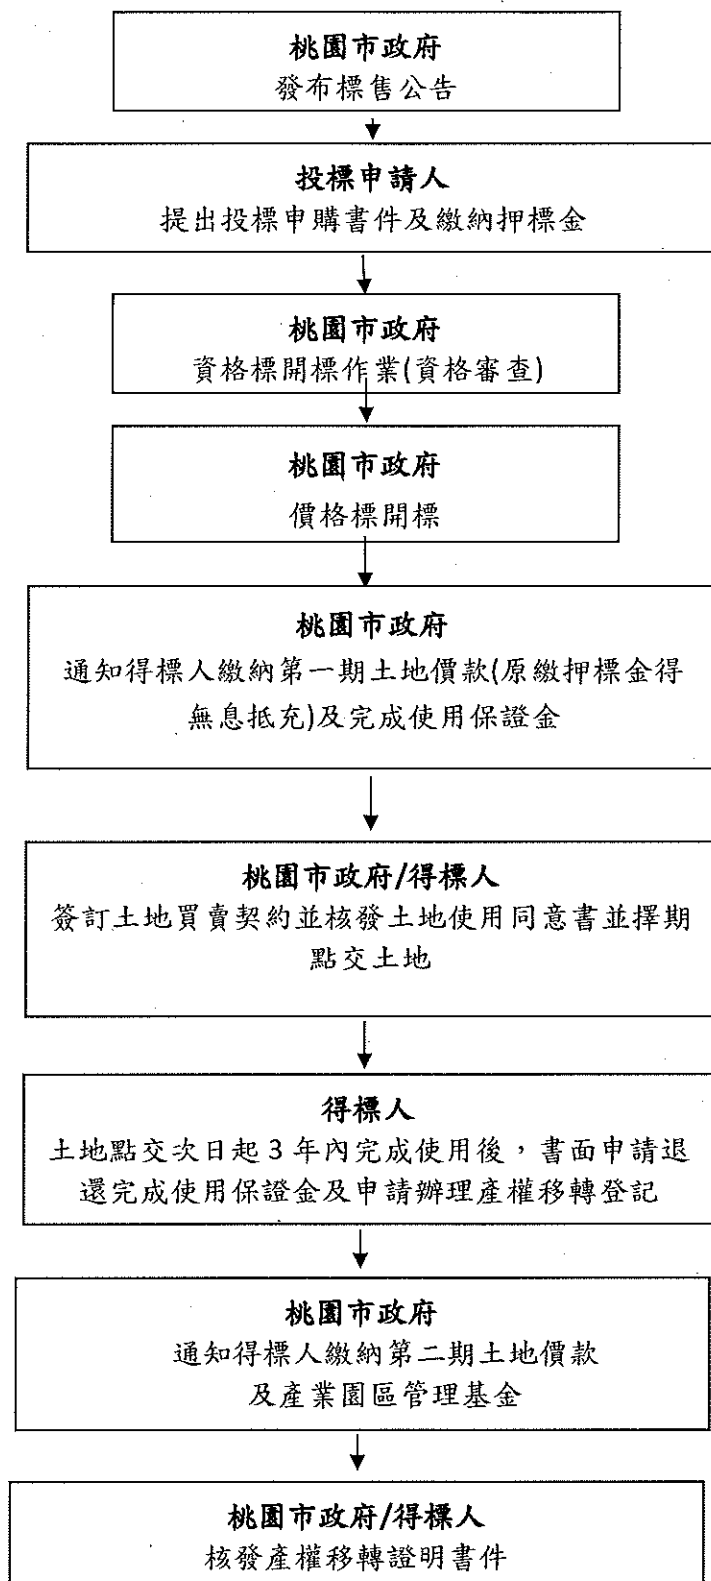 桃園市政府
發布標售公告
投標申請人
提出投標申購書件及繳納押標金
桃園市政府
資格標開標作業(資格審查)
桃園市政府
價格標開標
桃園市政府
通知得標人繳納第一期土地價款(原繳押標金得
無息抵充)及完成使用保證金
桃園市政府/得標人
簽訂土地買賣契約並核發土地使用同意書並擇期
點交土地
得標人
土地點交次日起3年內完成使用後，書面申請退
還完成使用保證金及申請辦理產權移轉登記
桃園市政府
通知得標人繳納第二期土地價款
及產業園區管理基金
桃園市政府/得標人
核發產權移轉證明書件